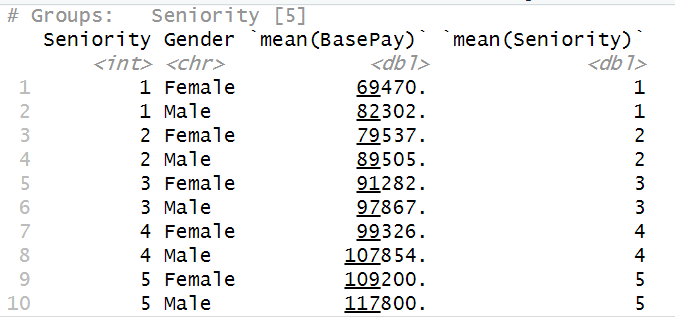 # Groups:   Seniority [5]
   Seniority Gender `mean(BasePay)` `mean(Seniority)`
       <int> <chr>            <dbl>             <dbl>
 1         1 Female          69470.                 1
 2         1 Male            82302.                 1
 3         2 Female          79537.                 2
 4         2 Male            89505.                 2
 5         3 Female          91282.                 3
 6         3 Male            97867.                 3
 7         4 Female          99326.                 4
 8         4 Male           107854.                 4
 9         5 Female         109200.                 5
10         5 Male           117800.                 5